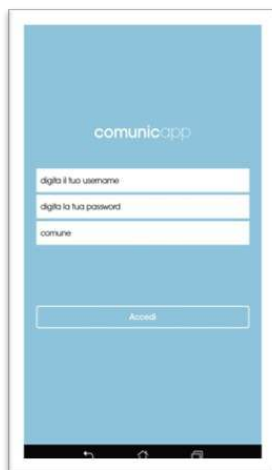 comunicapp
digita il tuo username
digita la tua password
comune
Accedi